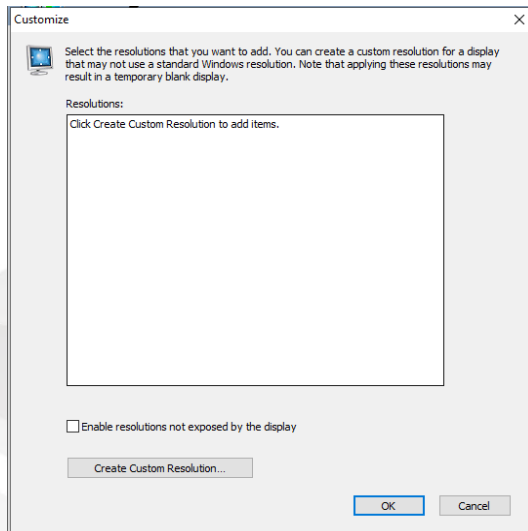 Customize
Select the resolutions that you want to add. You can create a custom resolution for a display
that may not use a standard Windows resolution. Note that applying these resolutions may
result in a temporary blank display.
Resolutions:
Click Create Custom Resolution to add items.
Enable resolutions not exposed by the display
Create Custom Resolution...
OK
Cancel